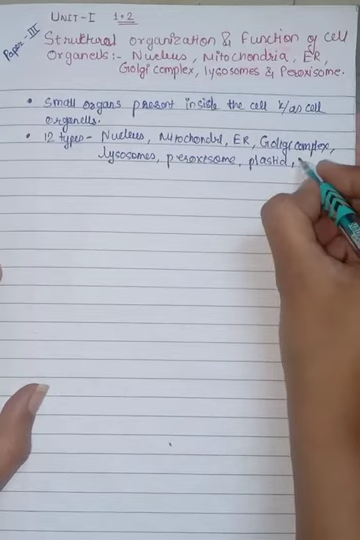 UNIT-I 1.2
Paper-III
Structural organization & Function of cell
Organells:- Nucleus, Mitochondria, ER,
Golgi complex, lysosomes & Peroxisome.
• Small organs present inside the cell k/as cell
organells.
• 12 types- Nucleus, Mitochondri, ER, Golgi complex,
lysosomes, peroxisome, plastid,